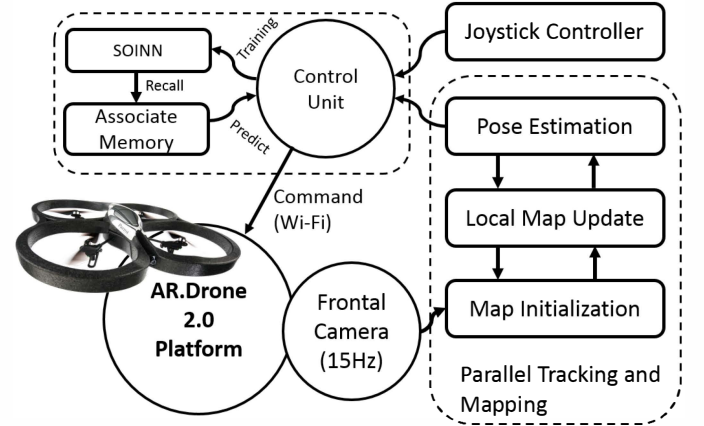 SOINN
Training
Recall
Associate
Memory
Predict
Control
Unit
Joystick Controller
Pose Estimation
Local Map Update
Map Initialization
Parallel Tracking and
Mapping
Command
(Wi-Fi)
AR.Drone
2.0
Platform
Frontal
Camera
(15Hz)